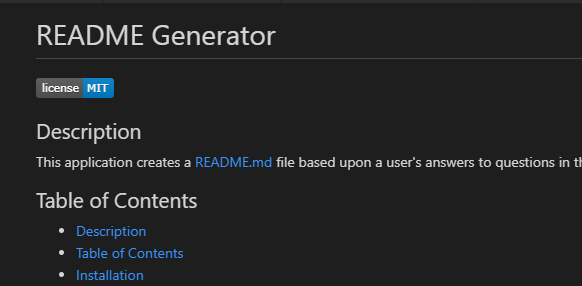 README Generator
license MIT
Description
This application creates a README.md file based upon a user's answers to questions in
Table of Contents
Description
Table of Contents
Installation